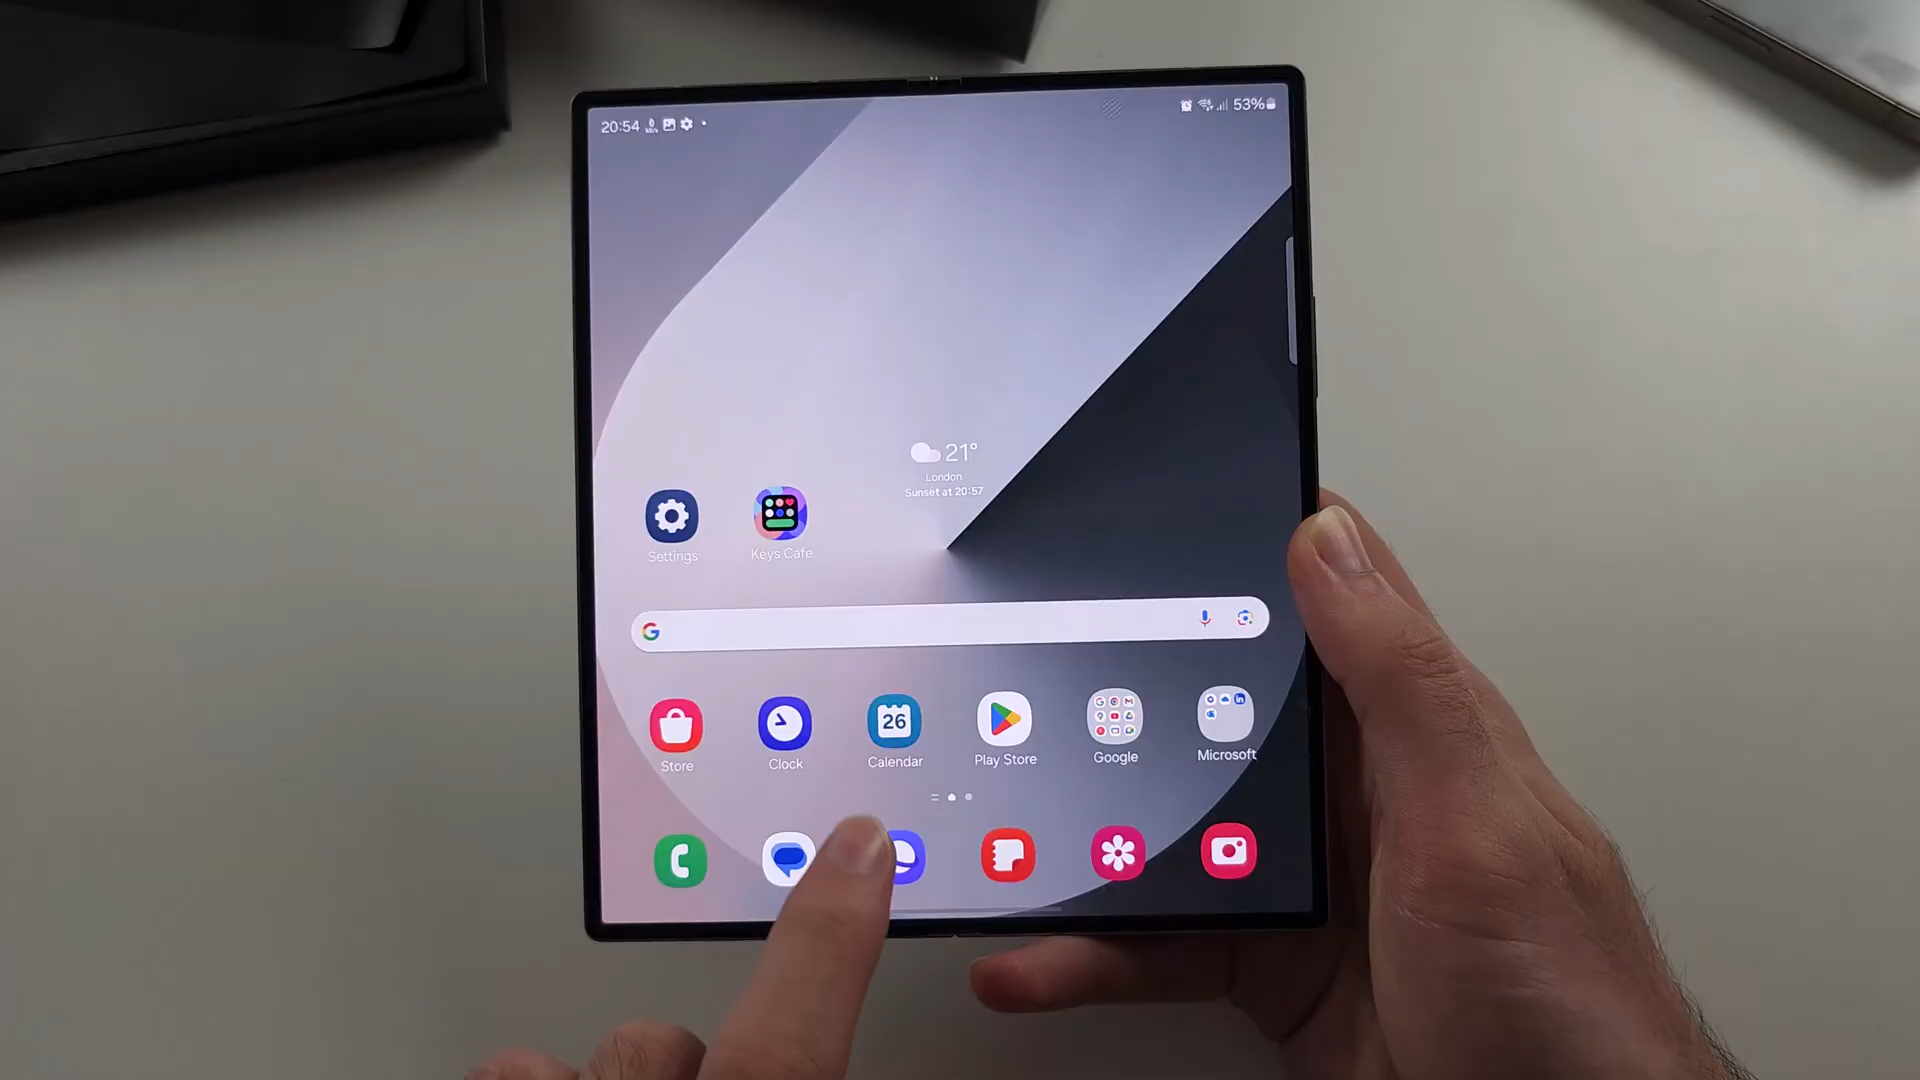 20:54
53%
21°
London
Sunset at 20:57
Settings
Keys Cafe
G
26
Store
Clock
Calendar
Play Store
Google
Microsoft